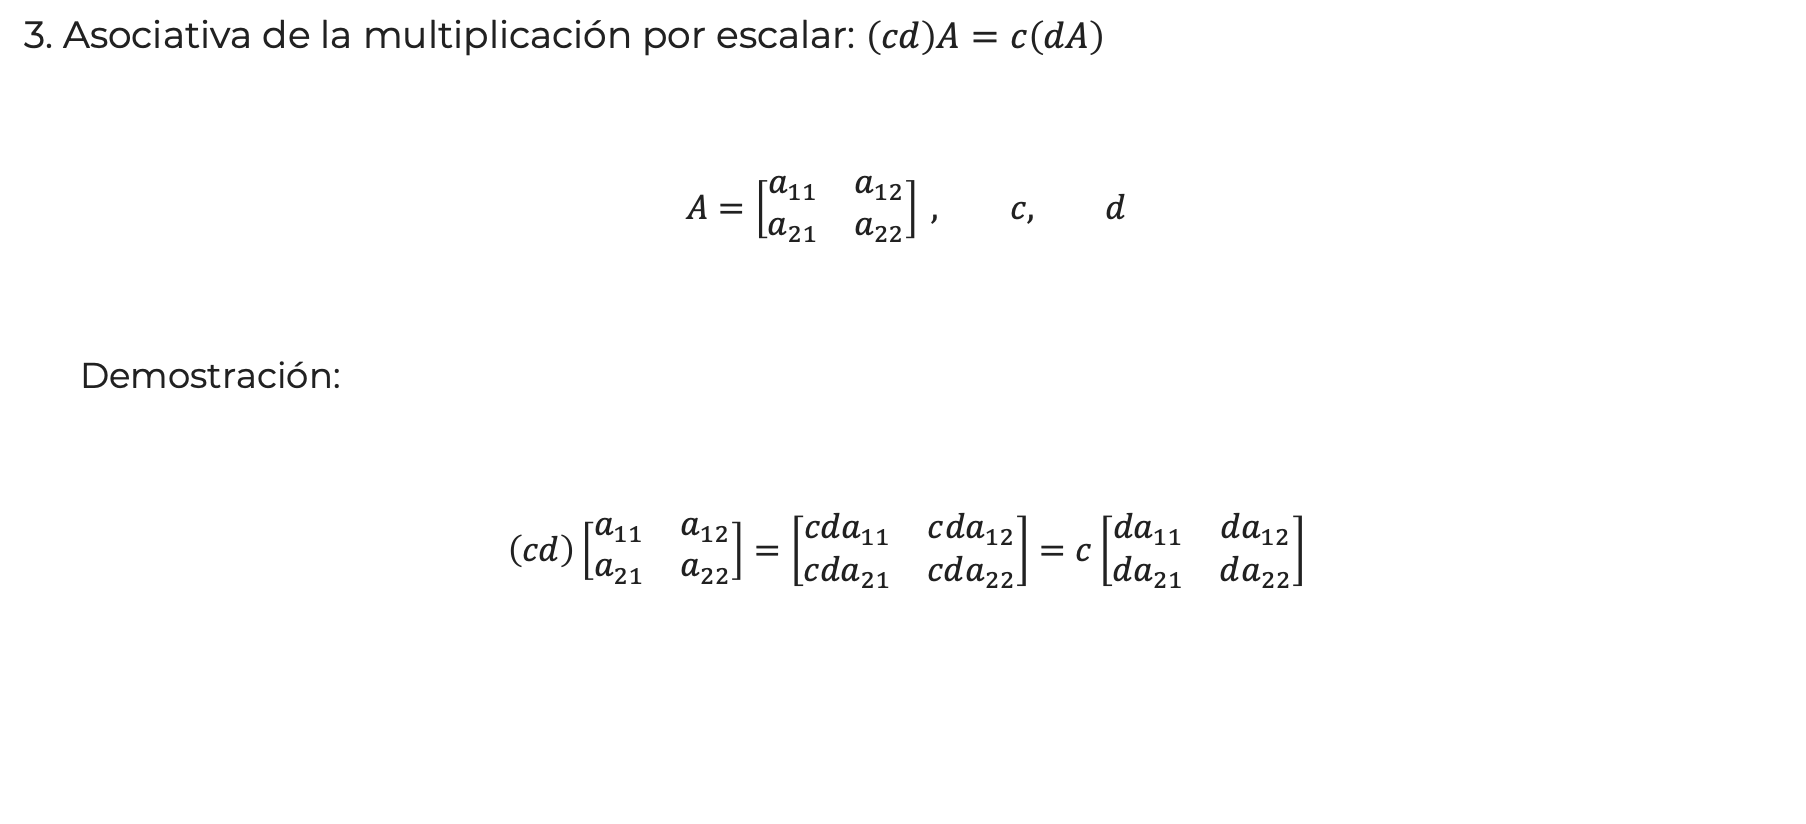 3. Asociativa de la multiplicación por escalar: (cd)A = c(dA)
A = [a₁₁ a₁₂
a₂₁ a₂₂], c, d
Demostración:
(cd) [a₁₁ a₁₂
a₂₁ a₂₂] = [cda₁₁ cda₁₂
cda₂₁ cda₂₂] = c [da₁₁ da₁₂
da₂₁ da₂₂]